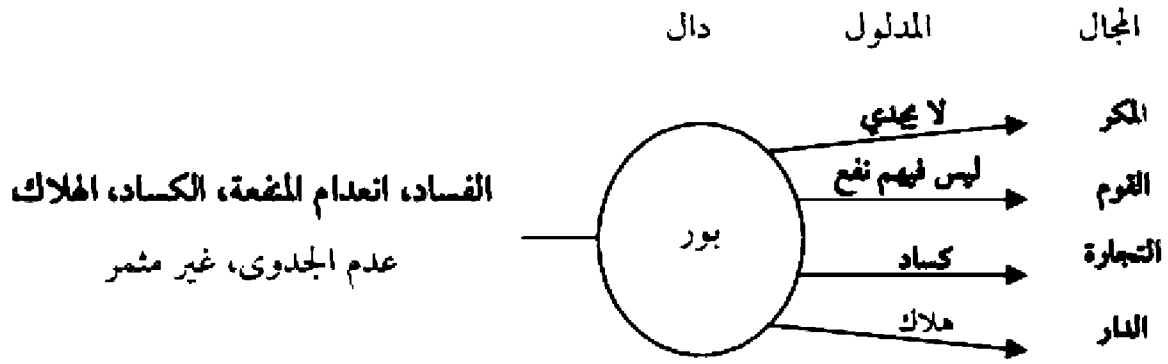 المجال المدلول دال
المكر لا يجدي
القوم ليس فيهم نفع
الفساد، انعدام المنفعة، الكساد، الهلاك
بور
عدم الجدوى، غير مثمر
التجارة كساد
الدار هلاك